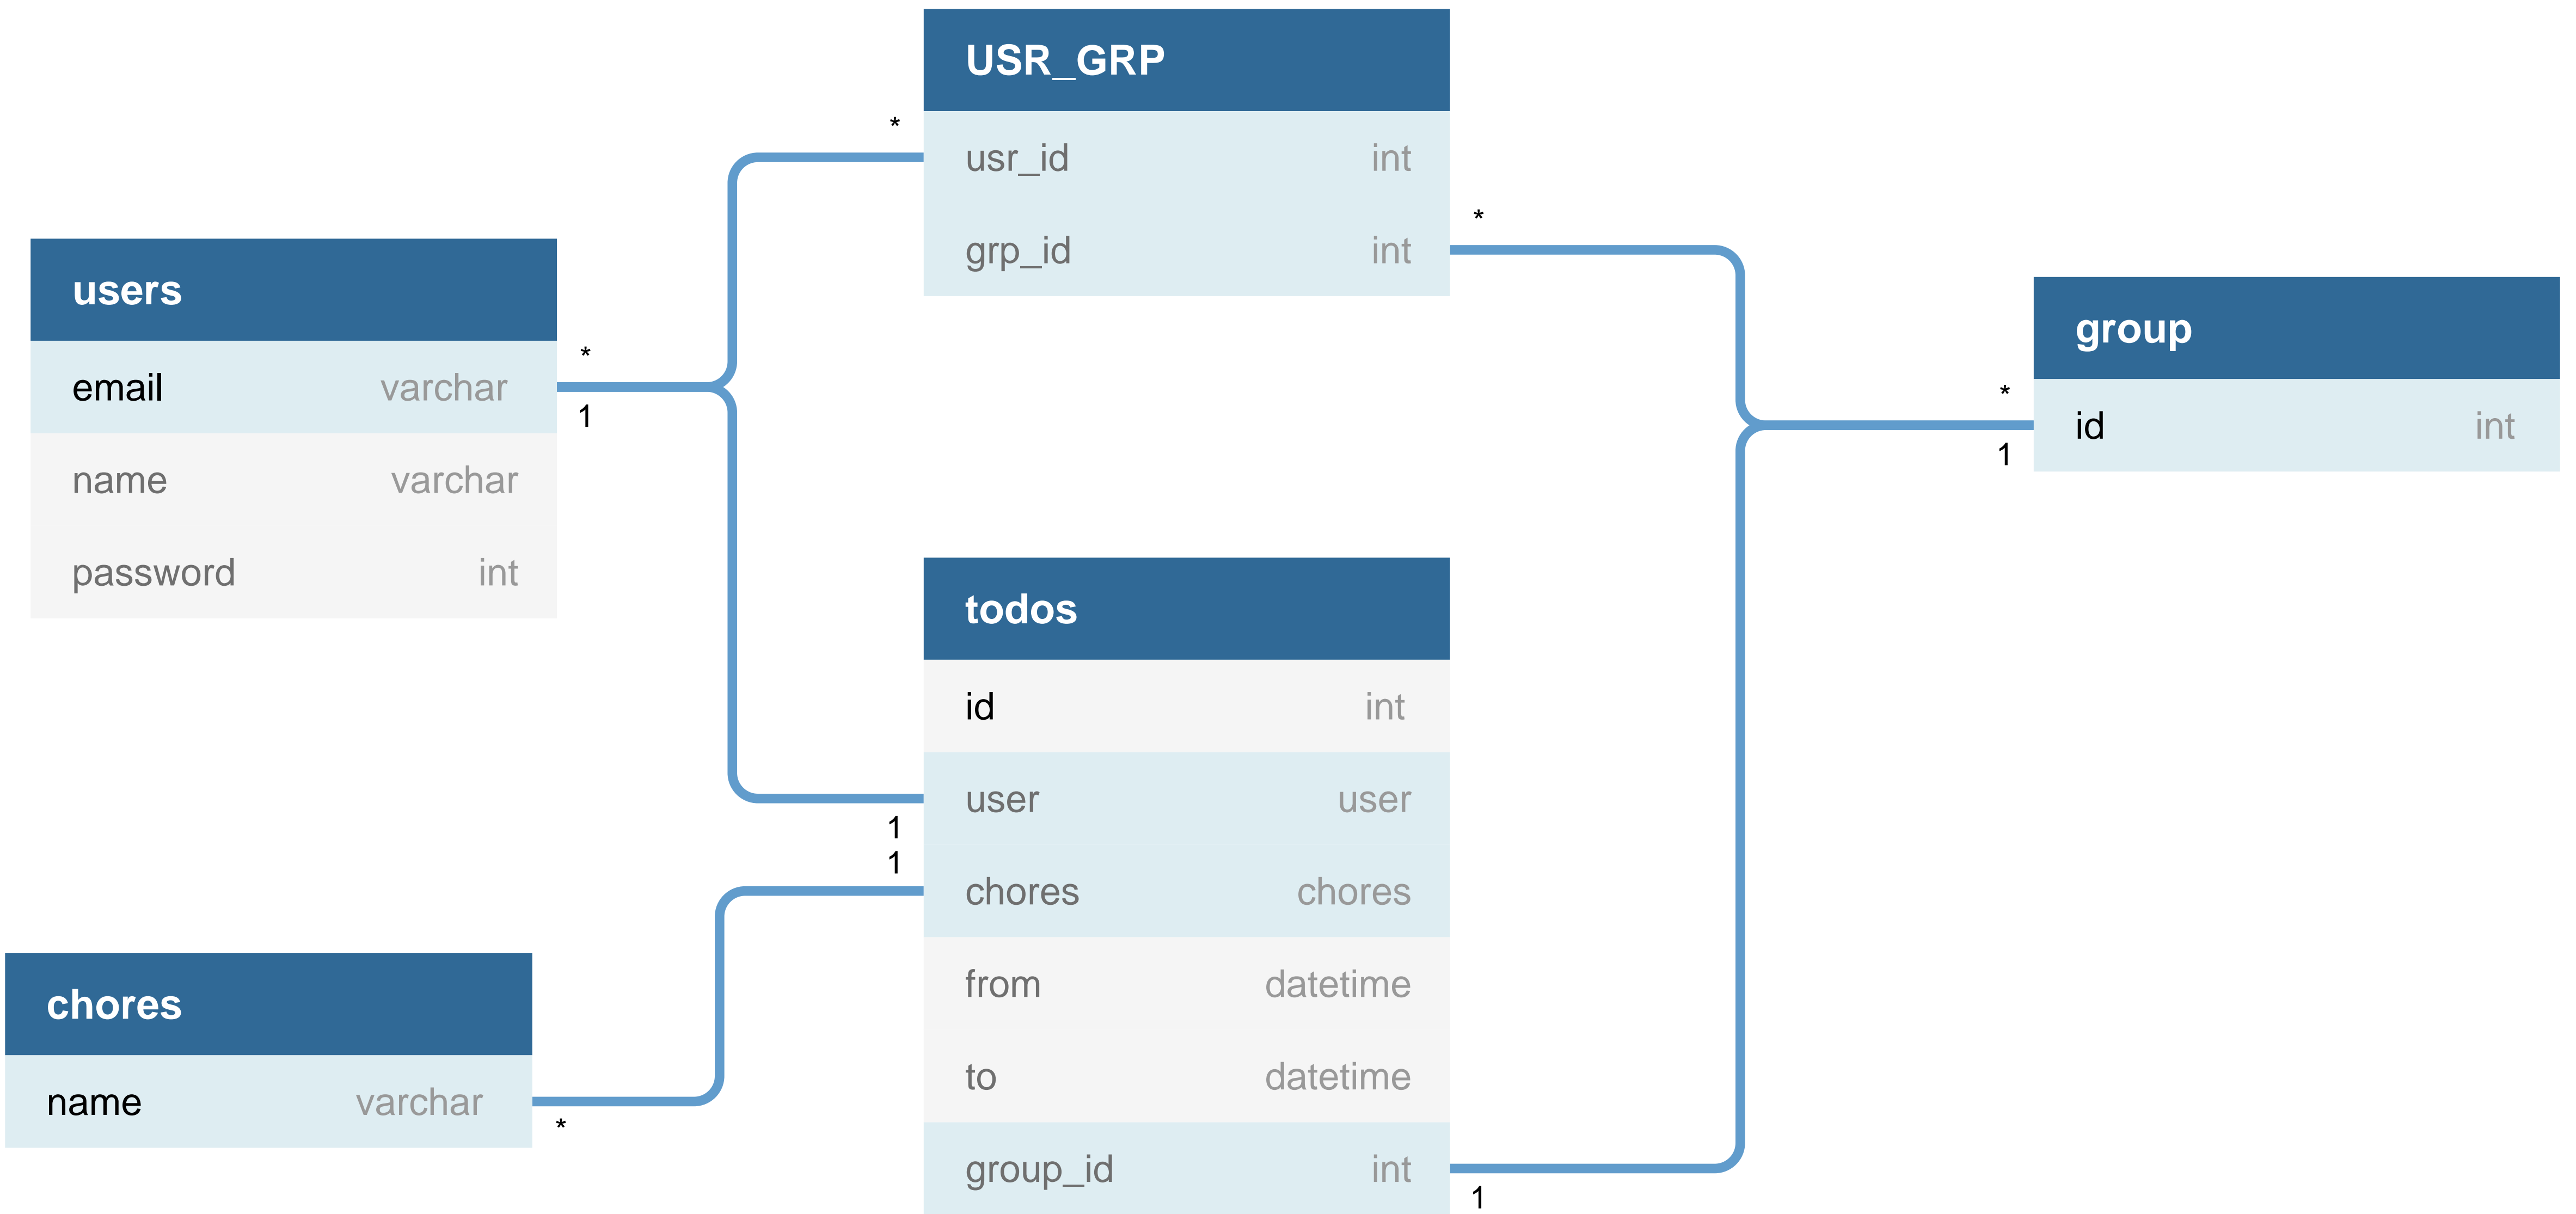 USR_GRP
*
usr_id int
*
grp_id int
users
*
email varchar
1
name varchar
password int
group
*
id int
1
todos
id int
user user
1
1
chores chores
from datetime
to datetime
group_id int
1
chores
name varchar
*